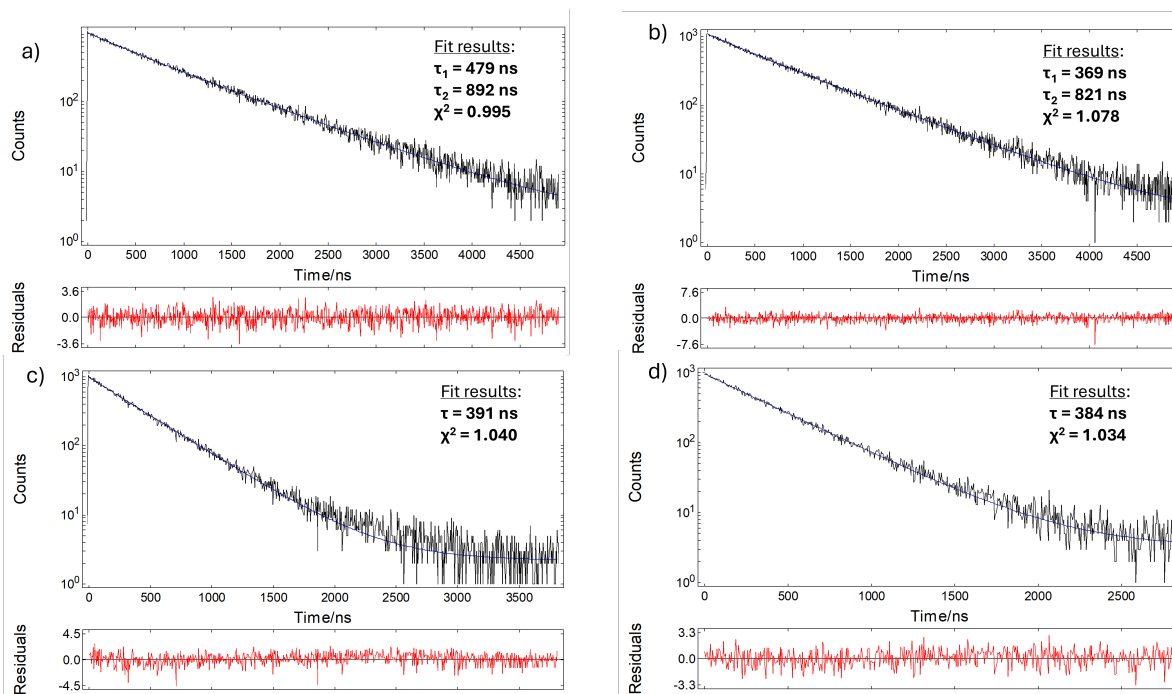 a)
Fit results:
τ₁ = 479 ns
τ₂ = 892 ns
χ² = 0.995
Counts
10²
10¹
10⁰
0 500 1000 1500 2000 2500 3000 3500 4000 4500
Time/ns
Residuals
3.6
0.0
-3.6
b)
Fit results:
τ₁ = 369 ns
τ₂ = 821 ns
χ² = 1.078
Counts
10³
10²
10¹
10⁰
0 500 1000 1500 2000 2500 3000 3500 4000 4500
Time/ns
Residuals
7.6
0.0
-7.6
c)
Fit results:
τ = 391 ns
χ² = 1.040
Counts
10³
10²
10¹
10⁰
0 500 1000 1500 2000 2500 3000 3500
Time/ns
Residuals
4.5
0.0
-4.5
d)
Fit results:
τ = 384 ns
χ² = 1.034
Counts
10³
10²
10¹
10⁰
0 500 1000 1500 2000 2500
Time/ns
Residuals
3.3
0.0
-3.3